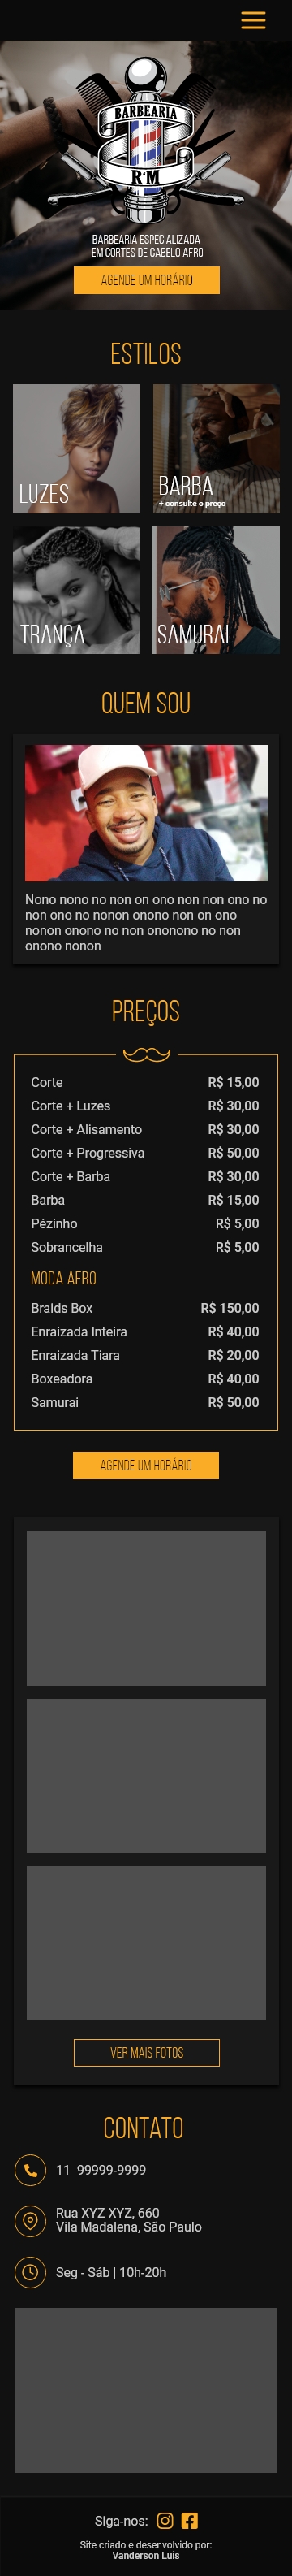 BARBEARIA
R*M
BARBEARIA ESPECIALIZADA
EM CORTES DE CABELO AFRO
AGENDE UM HORÁRIO
ESTILOS
LUZES
BARBA
+ consulte o preço
TRANÇA
SAMURAI
QUEM SOU
Nono nono no non on ono non non ono no
non ono no nonon onono non on ono
nonon onono no non ononono no non
onono nonon
PREÇOS
Corte R$ 15,00
Corte + Luzes R$ 30,00
Corte + Alisamento R$ 30,00
Corte + Progressiva R$ 50,00
Corte + Barba R$ 30,00
Barba R$ 15,00
Pézinho R$ 5,00
Sobrancelha R$ 5,00
MODA AFRO
Braids Box R$ 150,00
Enraizada Inteira R$ 40,00
Enraizada Tiara R$ 20,00
Boxeadora R$ 40,00
Samurai R$ 50,00
AGENDE UM HORÁRIO
VER MAIS FOTOS
CONTATO
11 99999-9999
Rua XYZ XYZ, 660
Vila Madalena, São Paulo
Seg - Sáb | 10h-20h
Siga-nos:
Site criado e desenvolvido por:
Vanderson Luis